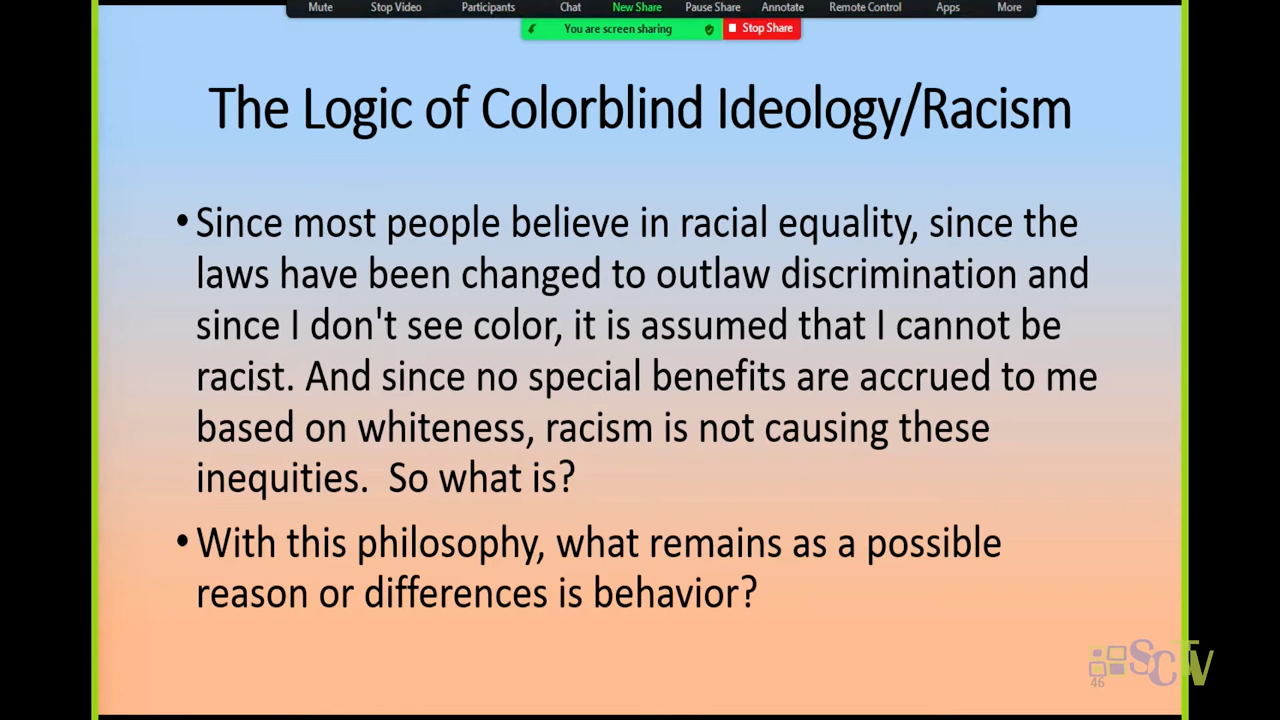 Mute Stop Video Participants Chat New Share Pause Share Annotate Remote Control Apps More
You are screen sharing Stop Share
The Logic of Colorblind Ideology/Racism
• Since most people believe in racial equality, since the
laws have been changed to outlaw discrimination and
since I don't see color, it is assumed that I cannot be
racist. And since no special benefits are accrued to me
based on whiteness, racism is not causing these
inequities.  So what is?
• With this philosophy, what remains as a possible
reason or differences is behavior?
SCTV
46